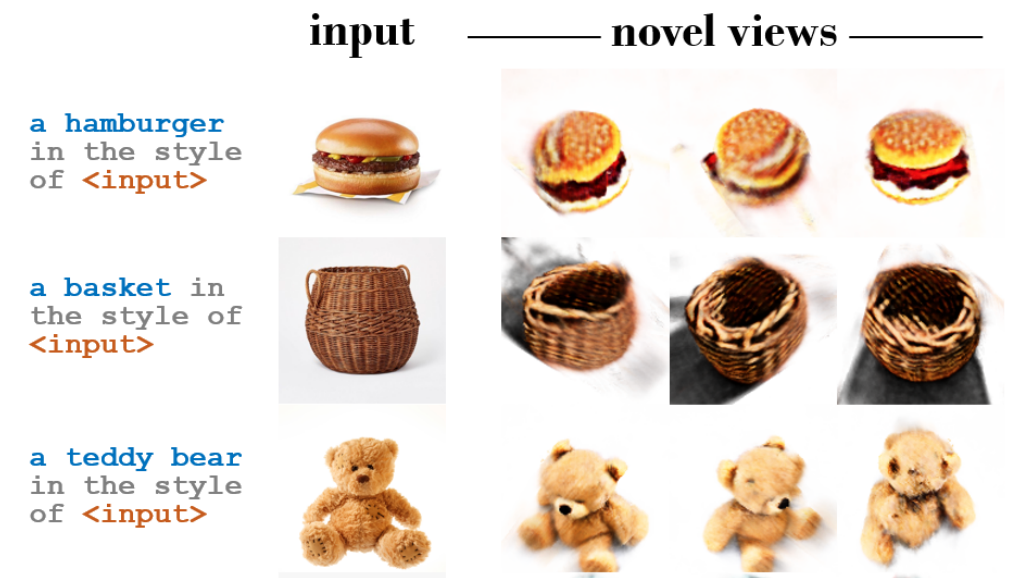 input
novel views
a hamburger
in the style
of <input>
a basket in
the style of
<input>
a teddy bear
in the style
of <input>